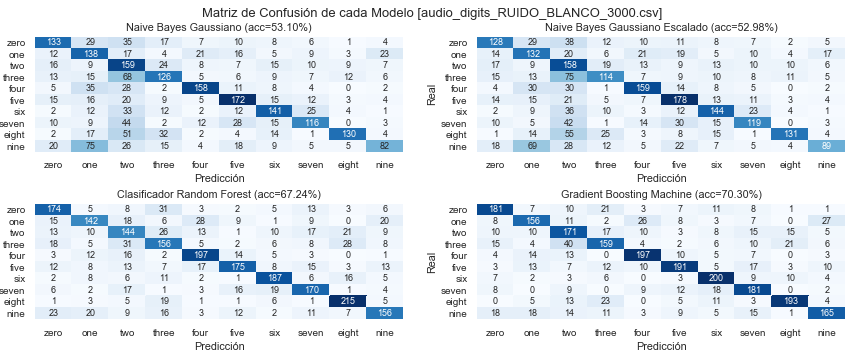 Matriz de Confusión de cada Modelo [audio_digits_RUIDO_BLANCO_3000.csv]
Naive Bayes Gaussiano (acc=53.10%)
zero 133 29 35 17 7 10 8 6 1 4
one 12 138 17 4 21 16 5 9 3 23
two 16 9 159 24 8 7 15 10 9 7
three 13 15 68 126 5 6 9 7 12 6
four 5 35 28 2 158 11 8 4 0 2
five 15 16 20 9 5 172 15 12 3 4
six 2 12 33 12 2 12 141 25 4 1
seven 10 9 44 2 12 28 15 116 0 3
eight 2 17 51 32 2 4 14 1 130 4
nine 20 75 26 15 4 18 9 10 5 82
zero one two three four five six seven eight nine
Predicción
Naive Bayes Gaussiano Escalado (acc=52.98%)
Real
zero 128 29 38 12 10 11 8 7 2 5
one 14 132 20 6 21 19 5 10 4 17
two 17 9 158 19 13 9 13 10 10 6
three 15 13 75 114 7 9 10 8 11 5
four 4 30 30 1 159 14 8 5 0 2
five 14 15 21 5 7 178 13 11 3 4
six 2 9 36 10 3 12 144 23 4 1
seven 10 5 42 1 14 30 15 119 0 3
eight 1 14 55 25 3 8 15 1 131 4
nine 18 69 28 12 5 22 7 5 4 89
zero one two three four five six seven eight nine
Predicción
Clasificador Random Forest (acc=67.24%)
zero 174 5 8 31 3 2 5 13 3 6
one 15 142 18 6 28 9 1 9 0 20
two 13 10 144 26 13 1 10 17 21 9
three 18 5 31 156 5 2 6 8 28 8
four 3 12 16 2 197 14 5 3 0 1
five 12 8 13 7 17 175 8 15 3 13
six 2 8 6 11 2 1 187 6 16 5
seven 6 2 17 1 3 16 19 170 1 4
eight 1 3 5 19 1 1 6 1 215 5
nine 23 20 9 16 3 12 2 11 7 156
zero one two three four five six seven eight nine
Predicción
Gradient Boosting Machine (acc=70.30%)
Real
zero 181 7 10 21 3 7 11 8 1 1
one 8 156 11 2 26 8 3 7 0 27
two 10 10 171 17 10 3 8 15 7 10
three 15 4 40 159 4 2 6 10 21 6
four 4 14 13 0 197 10 5 7 0 1
five 3 13 7 12 10 191 5 17 3 10
six 7 2 3 6 0 3 200 9 10 4
seven 8 0 9 0 9 12 18 181 0 2
eight 0 5 13 23 0 5 11 3 193 4
nine 18 18 14 11 3 9 5 15 1 165
zero one two three four five six seven eight nine
Predicción